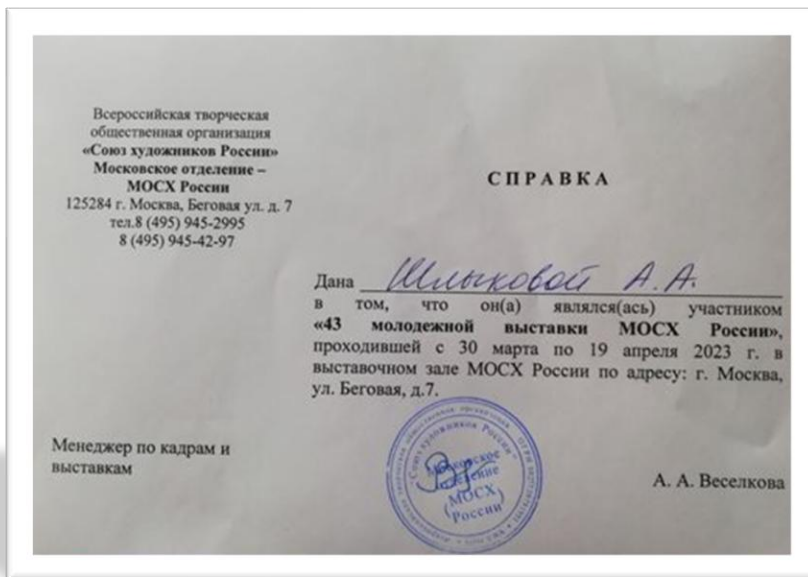 Всероссийская творческая
общественная организация
«Союз художников России»
Московское отделение –
МОСХ России
125284 г. Москва, Беговая ул. д. 7
тел.8 (495) 945-2995
8 (495) 945-42-97
СПРАВКА
Дана Шлыковой А.А.
в том, что он(а) являлся(ась) участником
«43 молодежной выставки МОСХ России»,
проходившей с 30 марта по 19 апреля 2023 г. в
выставочном зале МОСХ России по адресу: г. Москва,
ул. Беговая, д.7.
Менеджер по кадрам и
выставкам
"Союз художников России"
Московское
отделение
(МОСХ)
России
А. А. Веселкова